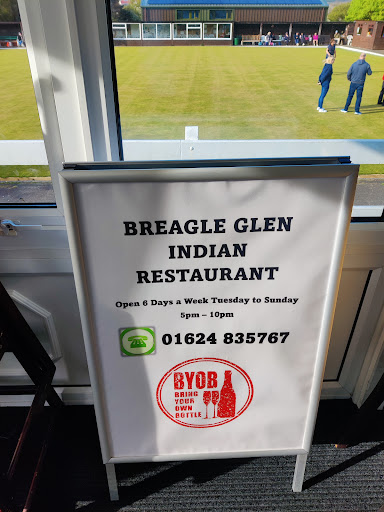 BREAGLE GLEN
INDIAN
RESTAURANT
Open 6 Days a Week Tuesday to Sunday
5pm – 10pm
01624 835767
BYOB
BRING
YOUR
OWN
BOTTLE